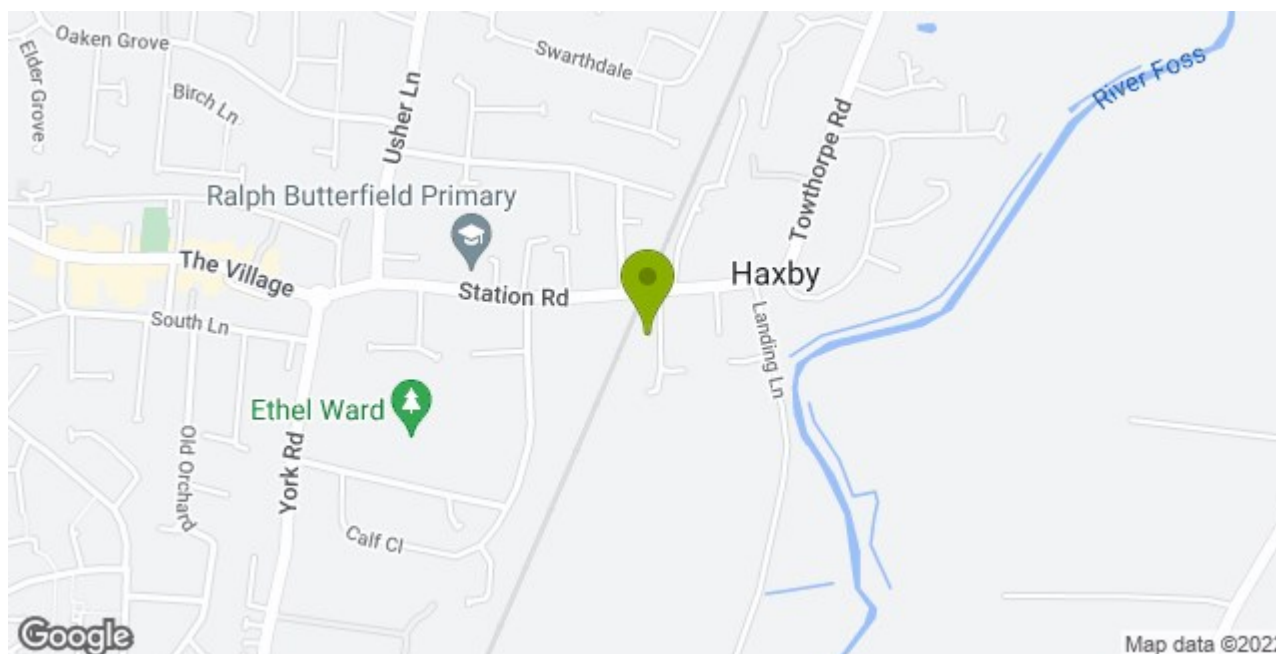 Oaken Grove
Elder Grove
Birch Ln
Usher Ln
Swarthdale
Towthorpe Rd
River Foss
Ralph Butterfield Primary
The Village
Station Rd
Haxby
South Ln
Landing Ln
Ethel Ward
Old Orchard
York Rd
Calf Cl
Google
Map data ©2022